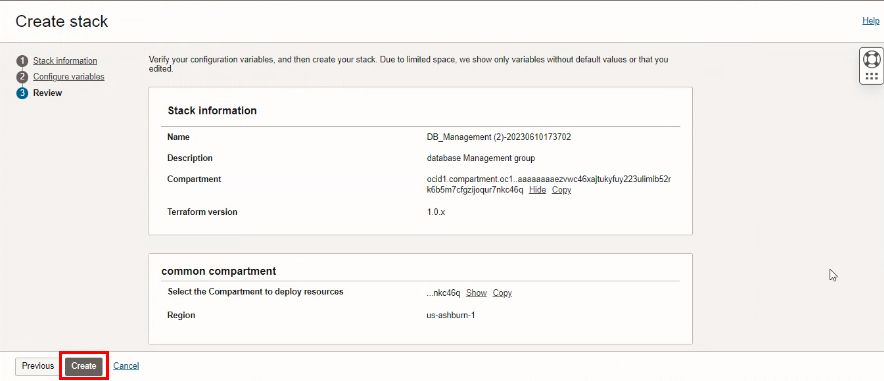 Create stack
Help
1 Stack information
2 Configure variables
3 Review
Verify your configuration variables, and then create your stack. Due to limited space, we show only variables without default values or that you
edited.
Stack information
Name DB_Management (2)-20230610173702
Description database Management group
Compartment ocid1.compartment.oc1..aaaaaaaaezvwc46xajtukyfuy223ulimib52r
k6b5m7cfgzijoqur7nkc46q Hide Copy
Terraform version 1.0.x
common compartment
Select the Compartment to deploy resources ...nkc46q Show Copy
Region us-ashburn-1
Previous Create Cancel